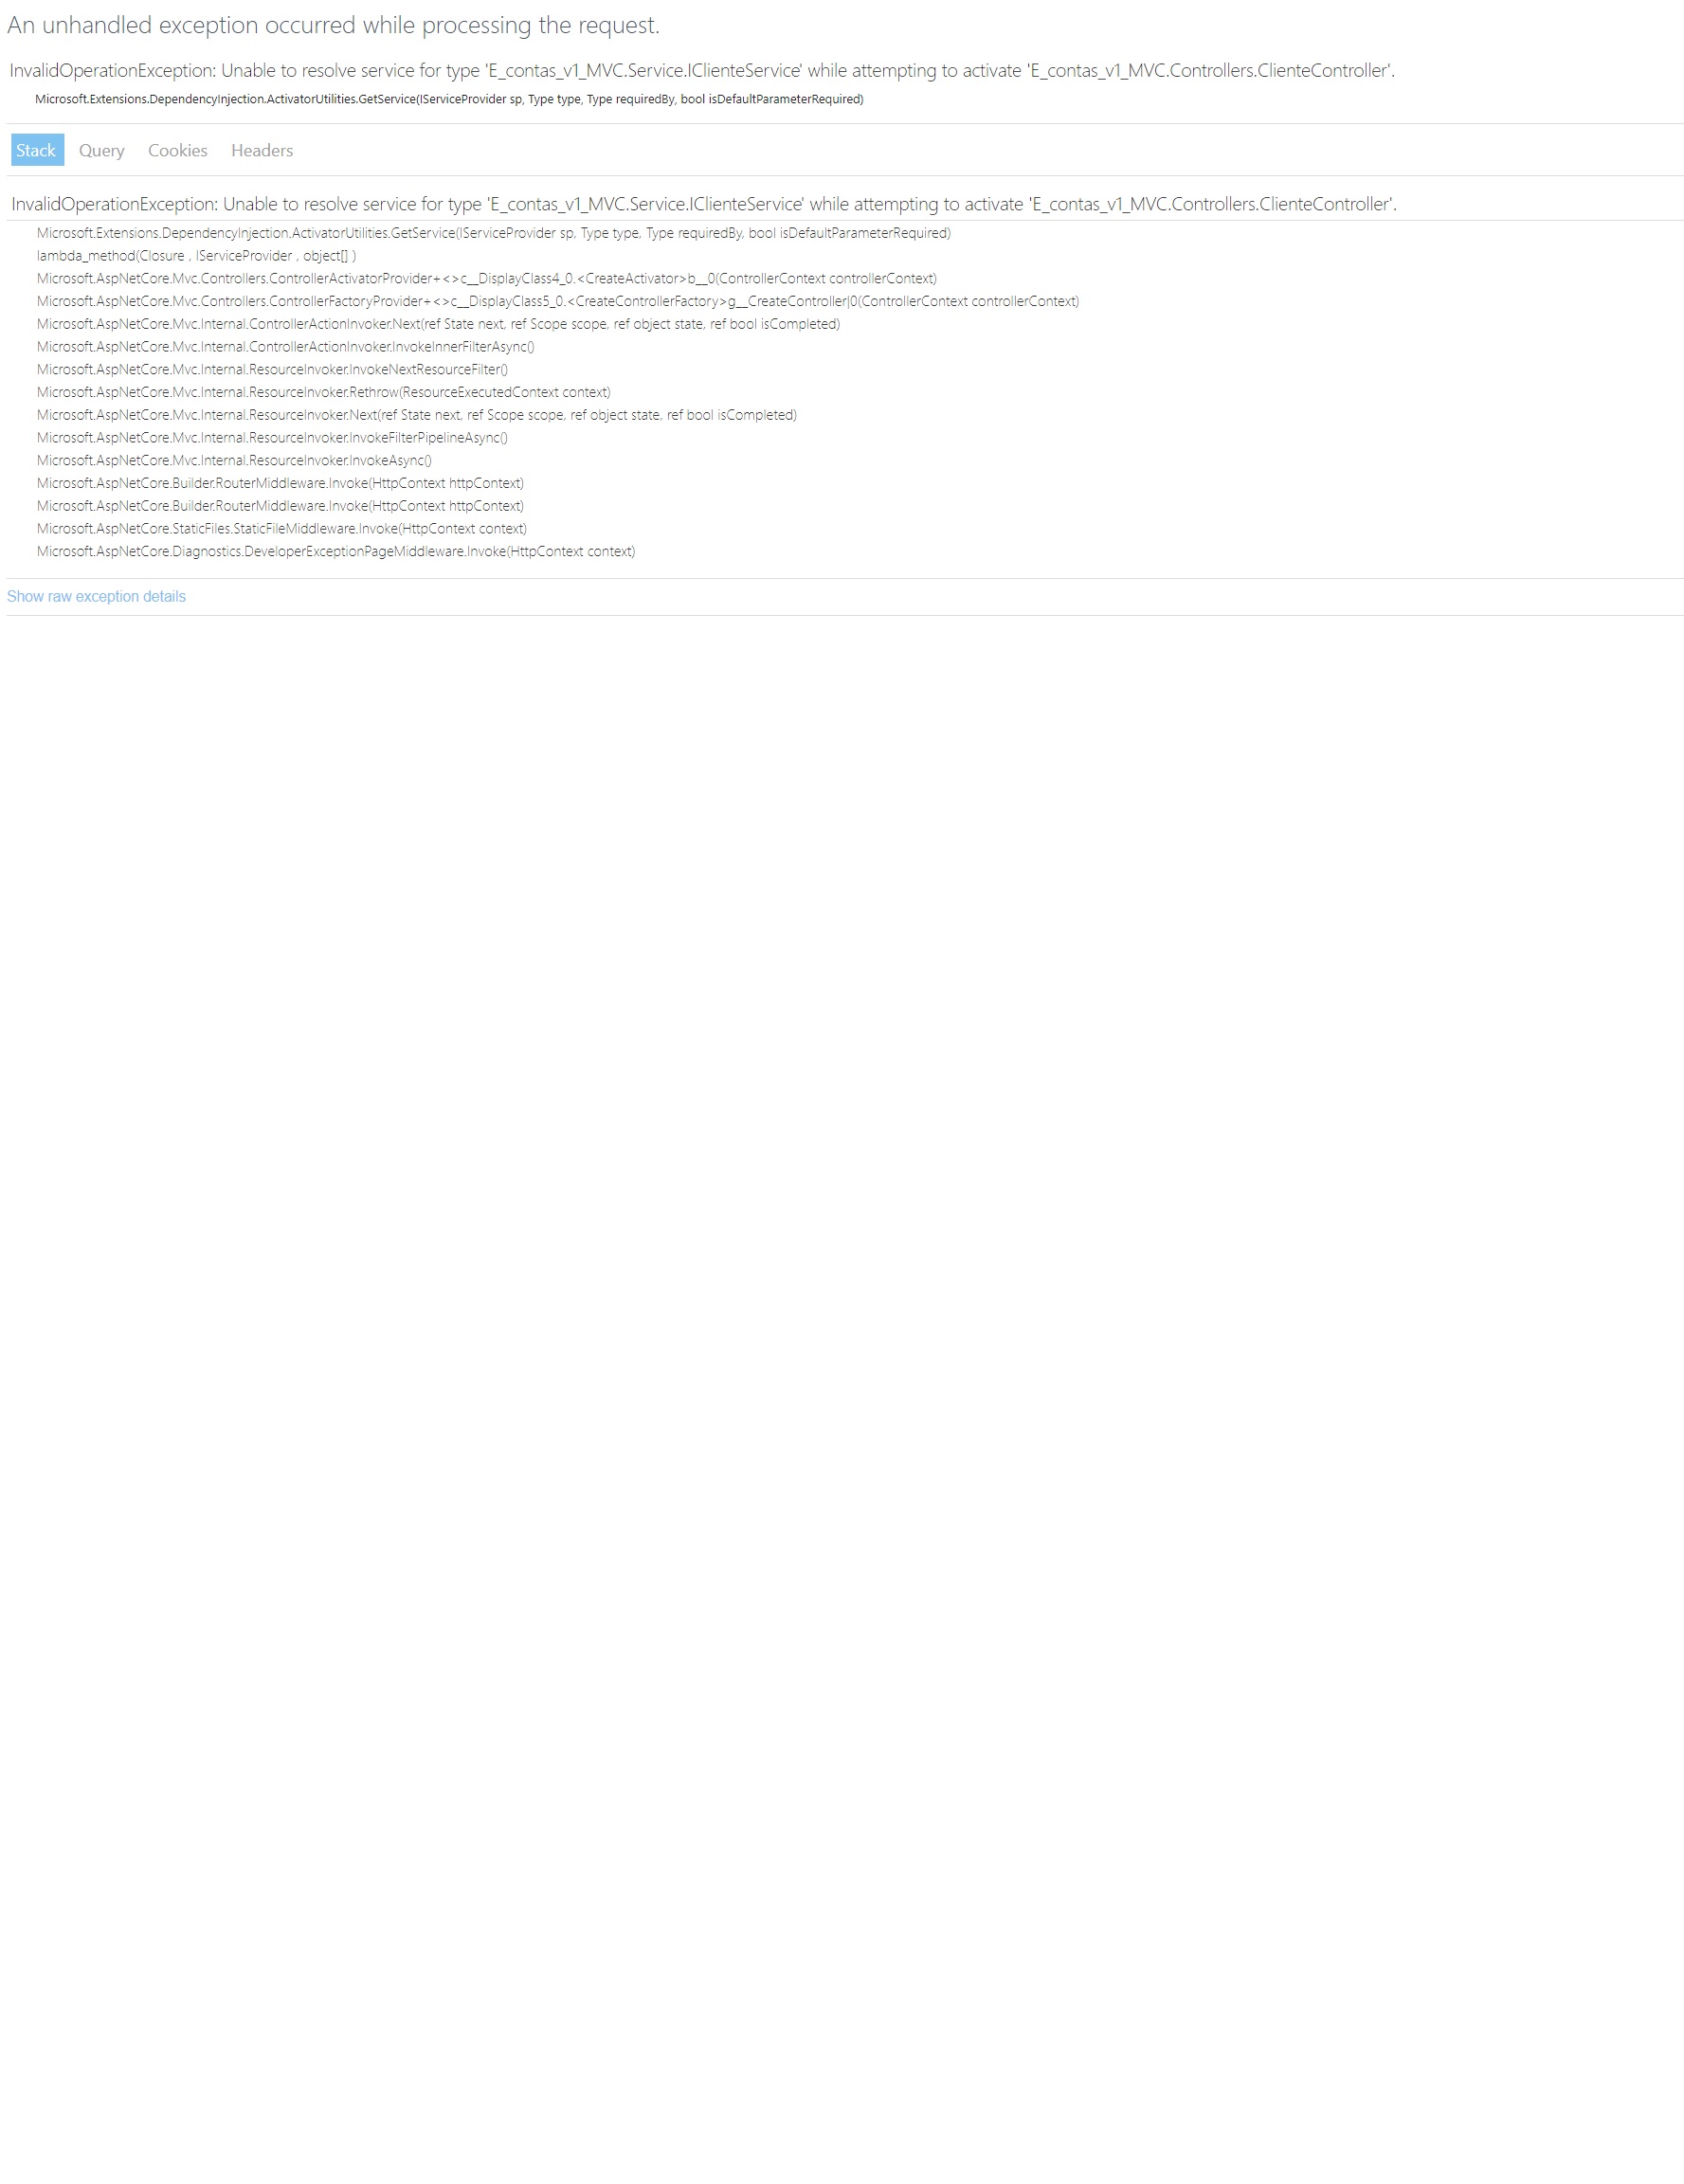 An unhandled exception occurred while processing the request.
InvalidOperationException: Unable to resolve service for type 'E_contas_v1_MVC.Service.IClienteService' while attempting to activate 'E_contas_v1_MVC.Controllers.ClienteController'.
Microsoft.Extensions.DependencyInjection.ActivatorUtilities.GetService(IServiceProvider sp, Type type, Type requiredBy, bool isDefaultParameterRequired)
Stack Query Cookies Headers
InvalidOperationException: Unable to resolve service for type 'E_contas_v1_MVC.Service.IClienteService' while attempting to activate 'E_contas_v1_MVC.Controllers.ClienteController'.
Microsoft.Extensions.DependencyInjection.ActivatorUtilities.GetService(IServiceProvider sp, Type type, Type requiredBy, bool isDefaultParameterRequired)
lambda_method(Closure , IServiceProvider , object[] )
Microsoft.AspNetCore.Mvc.Controllers.ControllerActivatorProvider+<>c__DisplayClass4_0.<CreateActivator>b__0(ControllerContext controllerContext)
Microsoft.AspNetCore.Mvc.Controllers.ControllerFactoryProvider+<>c__DisplayClass5_0.<CreateControllerFactory>g__CreateController|0(ControllerContext controllerContext)
Microsoft.AspNetCore.Mvc.Internal.ControllerActionInvoker.Next(ref State next, ref Scope scope, ref object state, ref bool isCompleted)
Microsoft.AspNetCore.Mvc.Internal.ControllerActionInvoker.InvokeInnerFilterAsync()
Microsoft.AspNetCore.Mvc.Internal.ResourceInvoker.InvokeNextResourceFilter()
Microsoft.AspNetCore.Mvc.Internal.ResourceInvoker.Rethrow(ResourceExecutedContext context)
Microsoft.AspNetCore.Mvc.Internal.ResourceInvoker.Next(ref State next, ref Scope scope, ref object state, ref bool isCompleted)
Microsoft.AspNetCore.Mvc.Internal.ResourceInvoker.InvokeFilterPipelineAsync()
Microsoft.AspNetCore.Mvc.Internal.ResourceInvoker.InvokeAsync()
Microsoft.AspNetCore.Builder.RouterMiddleware.Invoke(HttpContext httpContext)
Microsoft.AspNetCore.Builder.RouterMiddleware.Invoke(HttpContext httpContext)
Microsoft.AspNetCore.StaticFiles.StaticFileMiddleware.Invoke(HttpContext context)
Microsoft.AspNetCore.Diagnostics.DeveloperExceptionPageMiddleware.Invoke(HttpContext context)
Show raw exception details